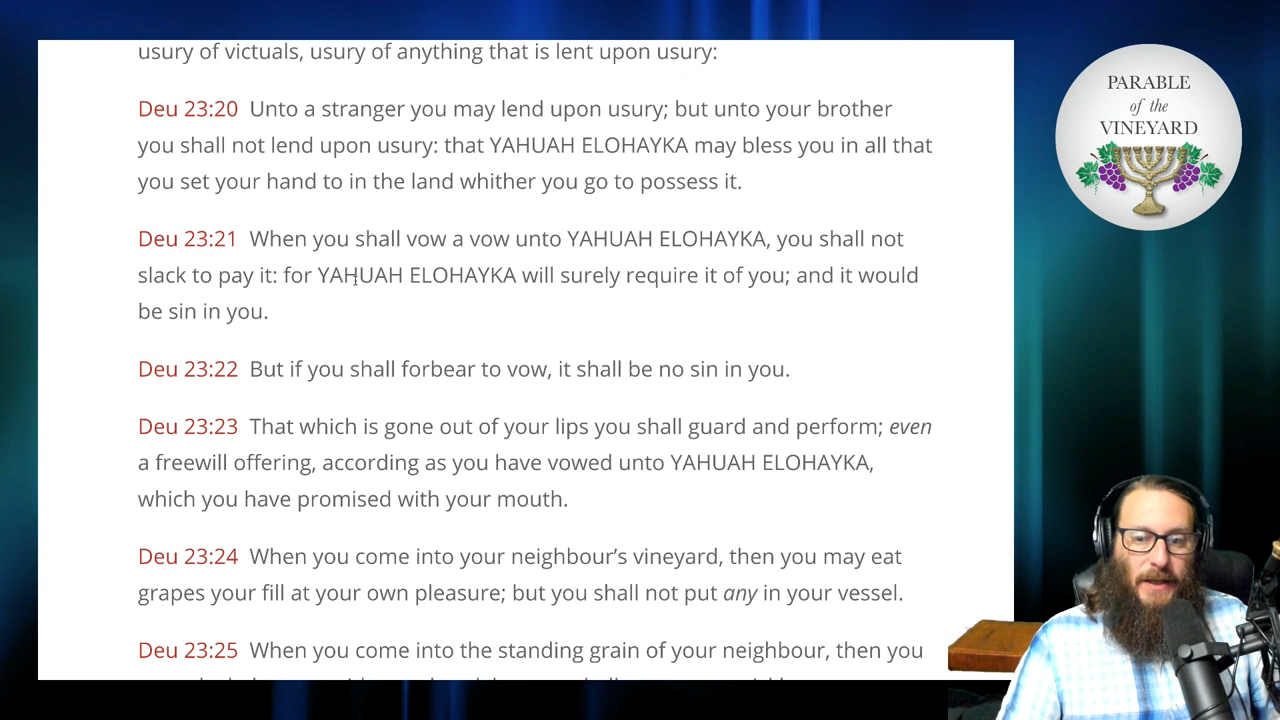 usury of victuals, usury of anything that is lent upon usury:
Deu 23:20 Unto a stranger you may lend upon usury; but unto your brother
you shall not lend upon usury: that YAHUAH ELOHAYKA may bless you in all that
you set your hand to in the land whither you go to possess it.
Deu 23:21 When you shall vow a vow unto YAHUAH ELOHAYKA, you shall not
slack to pay it: for YAHUAH ELOHAYKA will surely require it of you; and it would
be sin in you.
Deu 23:22 But if you shall forbear to vow, it shall be no sin in you.
Deu 23:23 That which is gone out of your lips you shall guard and perform; even
a freewill offering, according as you have vowed unto YAHUAH ELOHAYKA,
which you have promised with your mouth.
Deu 23:24 When you come into your neighbour’s vineyard, then you may eat
grapes your fill at your own pleasure; but you shall not put any in your vessel.
Deu 23:25 When you come into the standing grain of your neighbour, then you
PARABLE
of the
VINEYARD